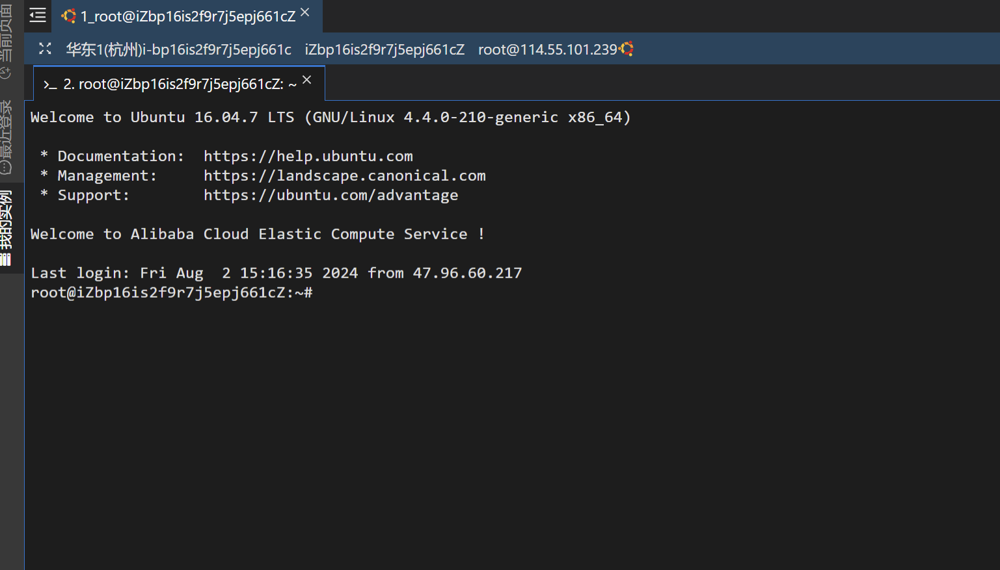 1_root@iZbp16is2f9r7j5epj661cZ
华东1(杭州)i-bp16is2f9r7j5epj661c iZbp16is2f9r7j5epj661cZ root@114.55.101.239
2. root@iZbp16is2f9r7j5epj661cZ: ~
当前页面
最近登录
我的实例
Welcome to Ubuntu 16.04.7 LTS (GNU/Linux 4.4.0-210-generic x86_64)
* Documentation: https://help.ubuntu.com
* Management: https://landscape.canonical.com
* Support: https://ubuntu.com/advantage
Welcome to Alibaba Cloud Elastic Compute Service !
Last login: Fri Aug  2 15:16:35 2024 from 47.96.60.217
root@iZbp16is2f9r7j5epj661cZ:~#